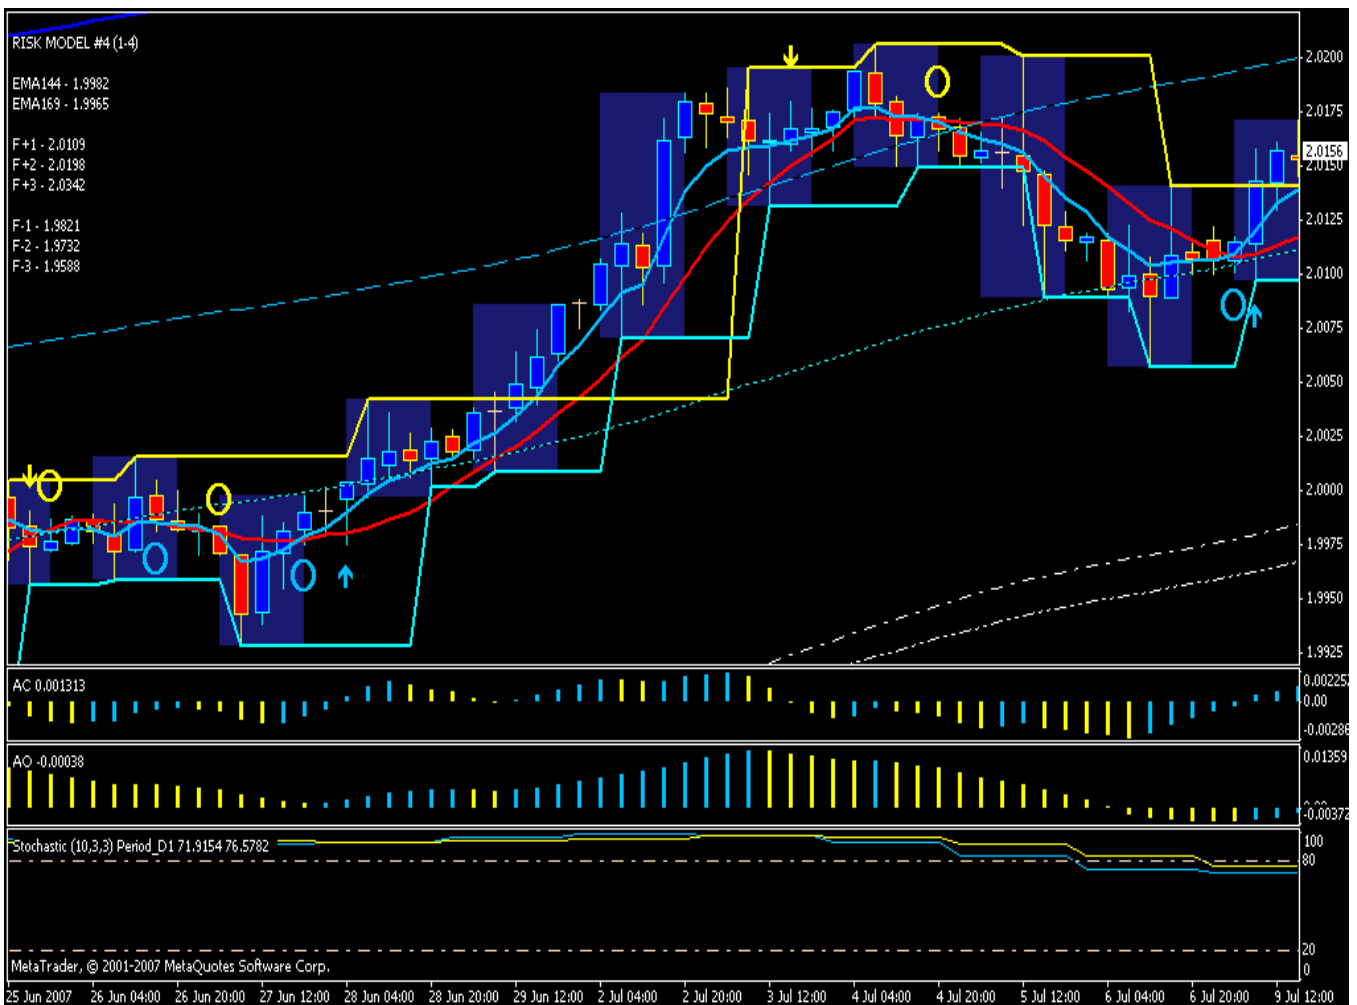 RISK MODEL #4 (1-4)
EMA144 - 1.9982
EMA169 - 1.9965
F+1 - 2.0109
F+2 - 2.0198
F+3 - 2.0342
F-1 - 1.9821
F-2 - 1.9732
F-3 - 1.9588
2.0200
2.0175
2.0156
2.0150
2.0125
2.0100
2.0075
2.0050
2.0025
2.0000
1.9975
1.9950
1.9925
AC 0.001313
0.002252
0.00
-0.00286
AO -0.00038
0.01359
-0.00372
Stochastic (10,3,3) Period_D1 71.9154 76.5782
100
80
20
0
MetaTrader, © 2001-2007 MetaQuotes Software Corp.
25 Jun 2007 26 Jun 04:00 26 Jun 20:00 27 Jun 12:00 28 Jun 04:00 28 Jun 20:00 29 Jun 12:00 2 Jul 04:00 2 Jul 20:00 3 Jul 12:00 4 Jul 04:00 4 Jul 20:00 5 Jul 12:00 6 Jul 04:00 6 Jul 20:00 9 Jul 12:00